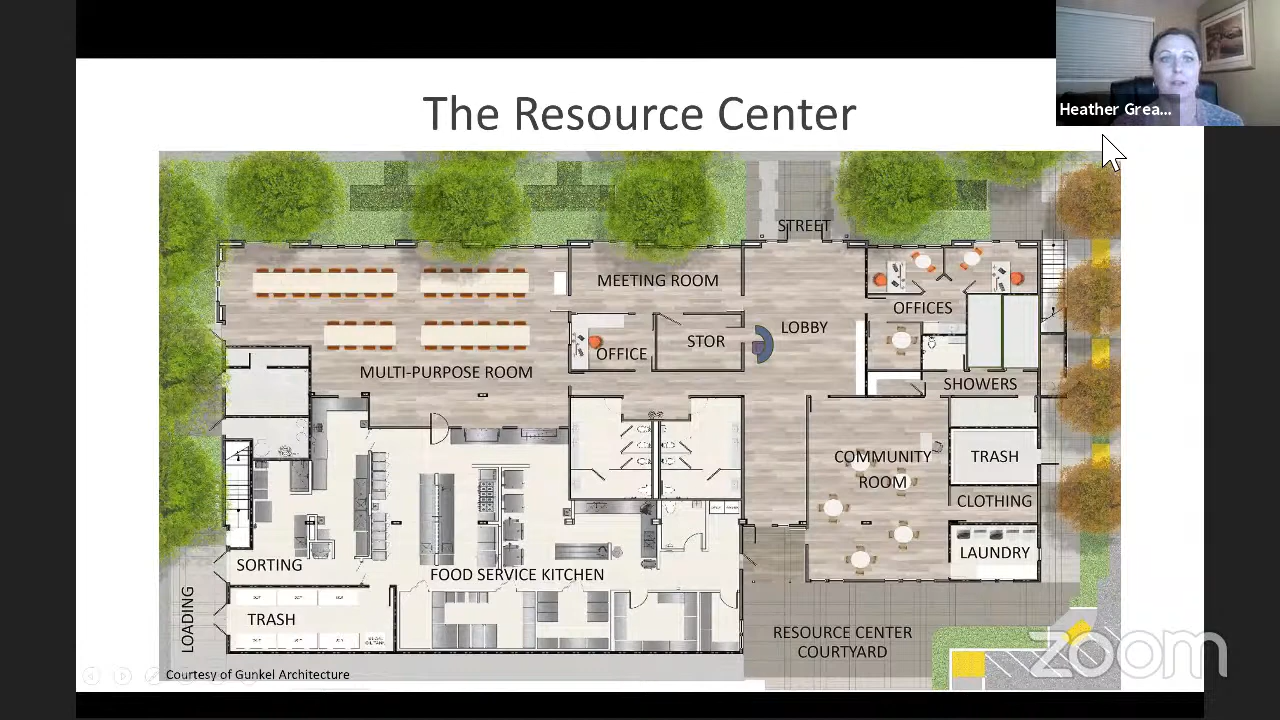 Heather Grea...
The Resource Center
STREET
MEETING ROOM
OFFICES
LOBBY
STOR
OFFICE
MULTI-PURPOSE ROOM
SHOWERS
COMMUNITY
ROOM
TRASH
CLOTHING
LAUNDRY
SORTING
FOOD SERVICE KITCHEN
LOADING
TRASH
RESOURCE CENTER
COURTYARD
Courtesy of Gunkel Architecture
zoom